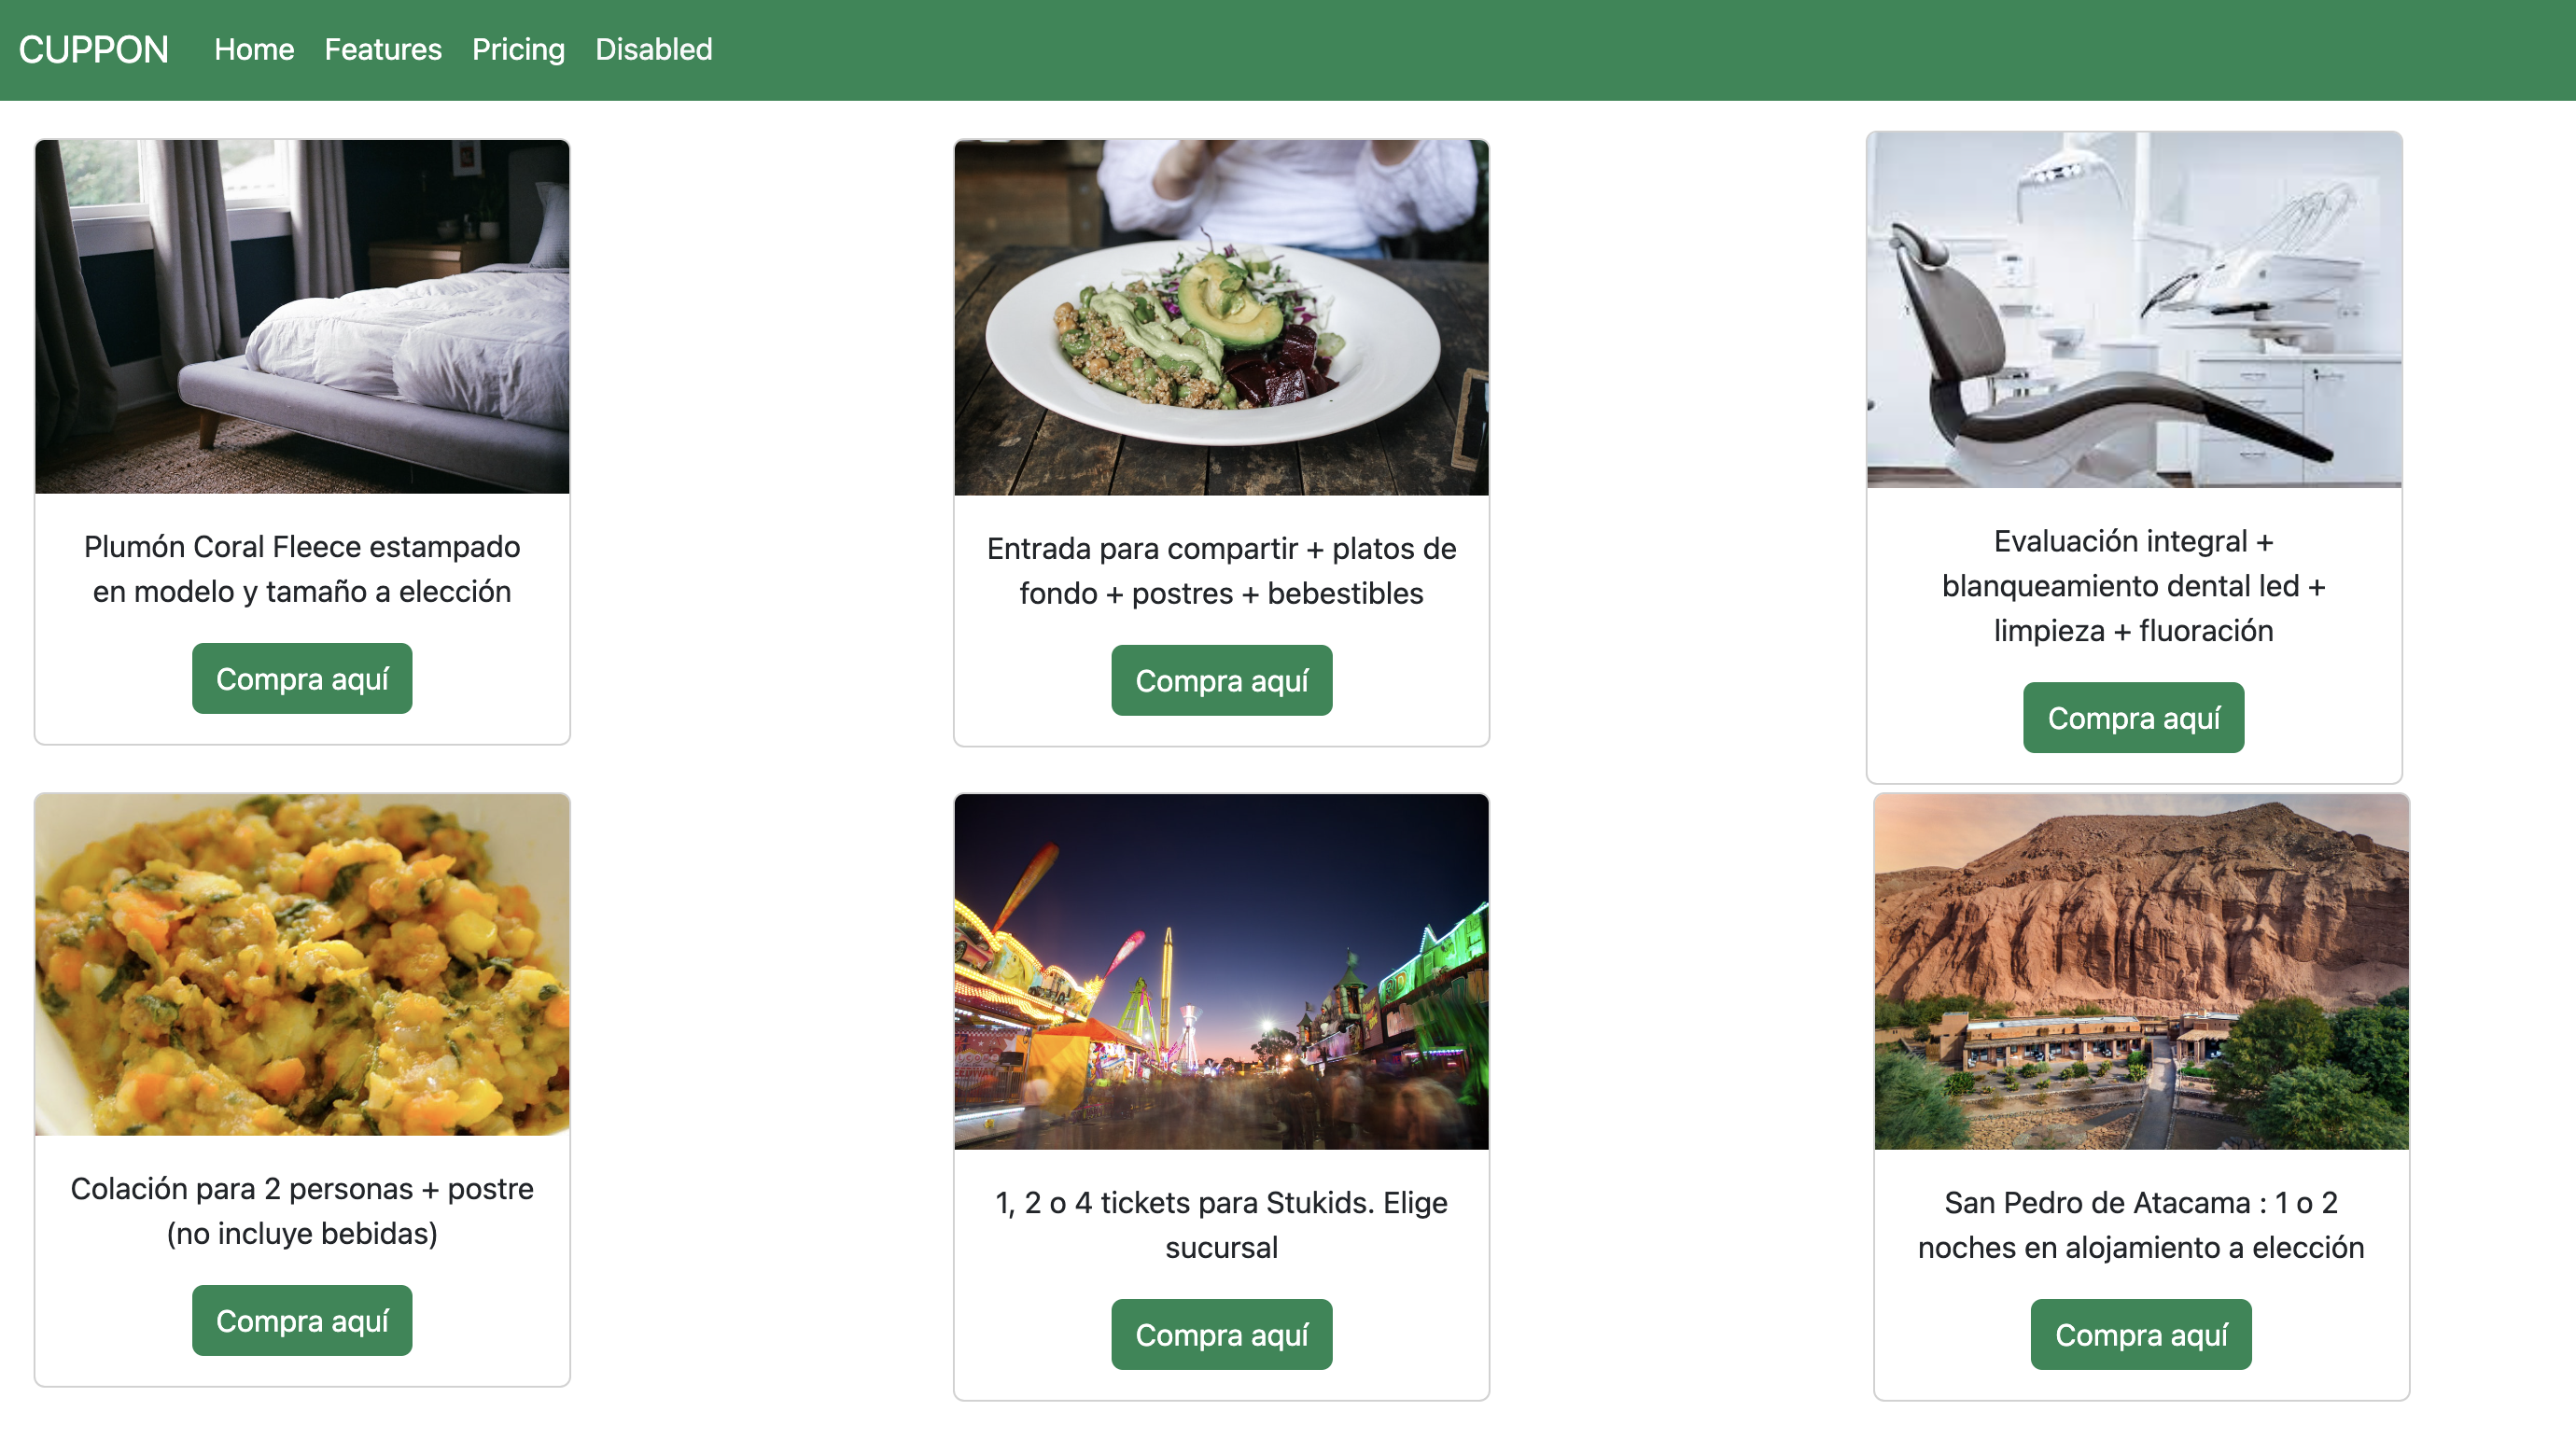 CUPPON Home Features Pricing Disabled
Plumón Coral Fleece estampado
en modelo y tamaño a elección
Compra aquí
Entrada para compartir + platos de
fondo + postres + bebestibles
Compra aquí
Evaluación integral +
blanqueamiento dental led +
limpieza + fluoración
Compra aquí
Colación para 2 personas + postre
(no incluye bebidas)
Compra aquí
1, 2 o 4 tickets para Stukids. Elige
sucursal
Compra aquí
San Pedro de Atacama : 1 o 2
noches en alojamiento a elección
Compra aquí